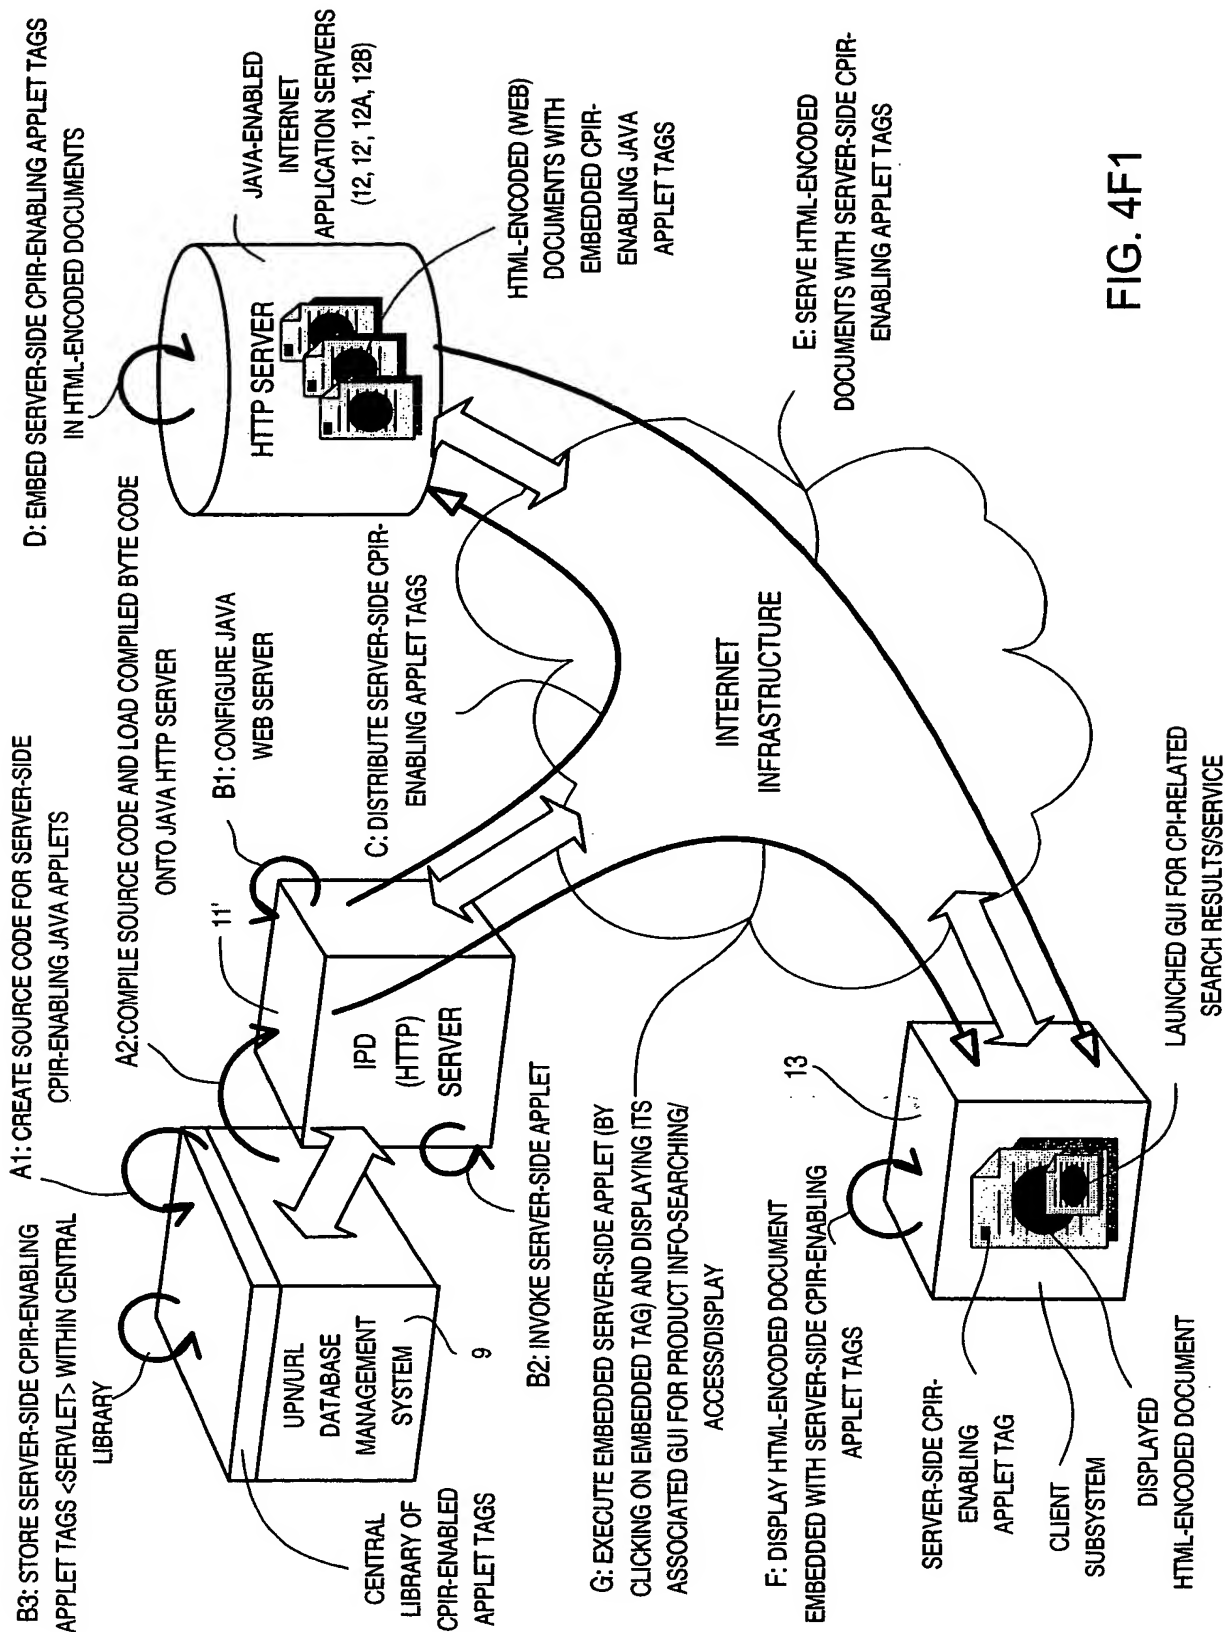 B3: STORE SERVER-SIDE CPIR-ENABLING
APPLET TAGS <SERVLET> WITHIN CENTRAL
LIBRARY
A1: CREATE SOURCE CODE FOR SERVER-SIDE
CPIR-ENABLING JAVA APPLETS
A2:COMPILE SOURCE CODE AND LOAD COMPILED BYTE CODE
ONTO JAVA HTTP SERVER
D: EMBED SERVER-SIDE CPIR-ENABLING APPLET TAGS
IN HTML-ENCODED DOCUMENTS
11'
B1: CONFIGURE JAVA
WEB SERVER
JAVA-ENABLED
INTERNET
APPLICATION SERVERS
(12, 12', 12A, 12B)
HTTP SERVER
UPN/URL
DATABASE
MANAGEMENT
SYSTEM
9
IPD
(HTTP)
SERVER
C: DISTRIBUTE SERVER-SIDE CPIR-
ENABLING APPLET TAGS
HTML-ENCODED (WEB)
DOCUMENTS WITH
EMBEDDED CPIR-
ENABLING JAVA
APPLET TAGS
CENTRAL
LIBRARY OF
CPIR-ENABLED
APPLET TAGS
B2: INVOKE SERVER-SIDE APPLET
G: EXECUTE EMBEDDED SERVER-SIDE APPLET (BY
CLICKING ON EMBEDDED TAG) AND DISPLAYING ITS
ASSOCIATED GUI FOR PRODUCT INFO-SEARCHING/
ACCESS/DISPLAY
INTERNET
INFRASTRUCTURE
E: SERVE HTML-ENCODED
DOCUMENTS WITH SERVER-SIDE CPIR-
ENABLING APPLET TAGS
F: DISPLAY HTML-ENCODED DOCUMENT
EMBEDDED WITH SERVER-SIDE CPIR-ENABLING
APPLET TAGS
13
SERVER-SIDE CPIR-
ENABLING
APPLET TAG
CLIENT
SUBSYSTEM
DISPLAYED
HTML-ENCODED DOCUMENT
LAUNCHED GUI FOR CPI-RELATED
SEARCH RESULTS/SERVICE
FIG. 4F1